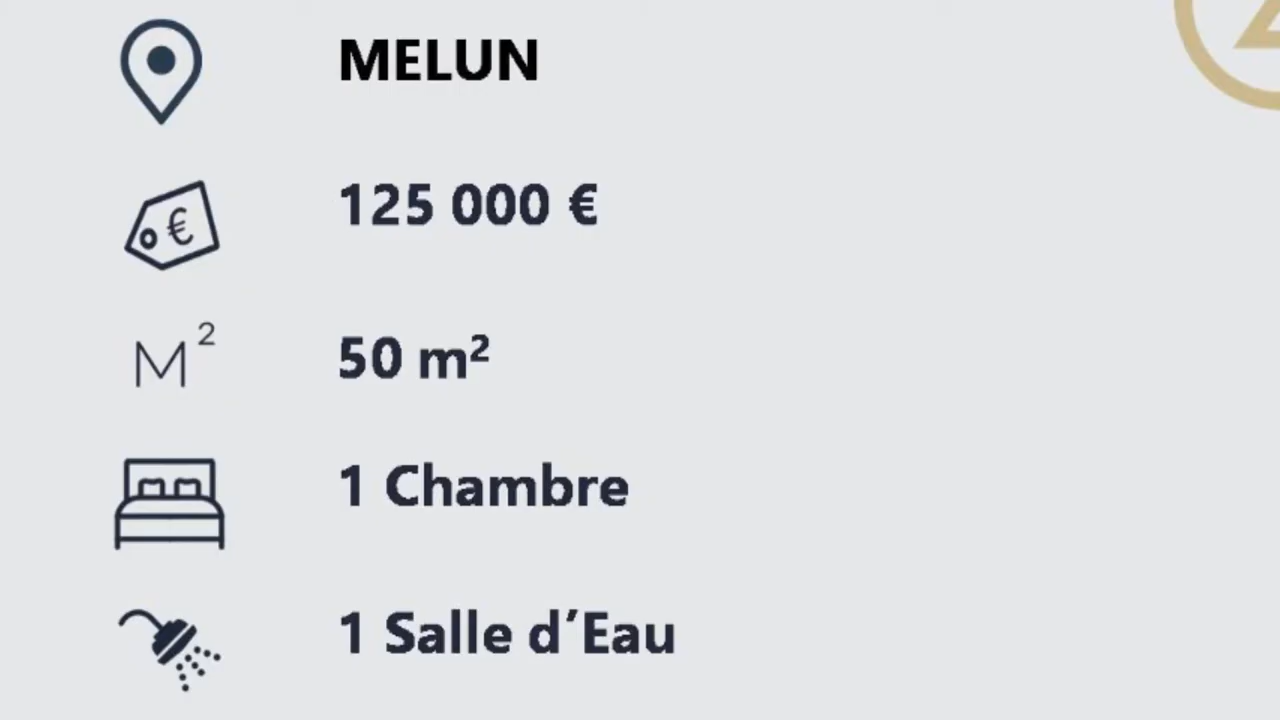 MELUN
125 000 €
M²
50 m²
1 Chambre
1 Salle d'Eau